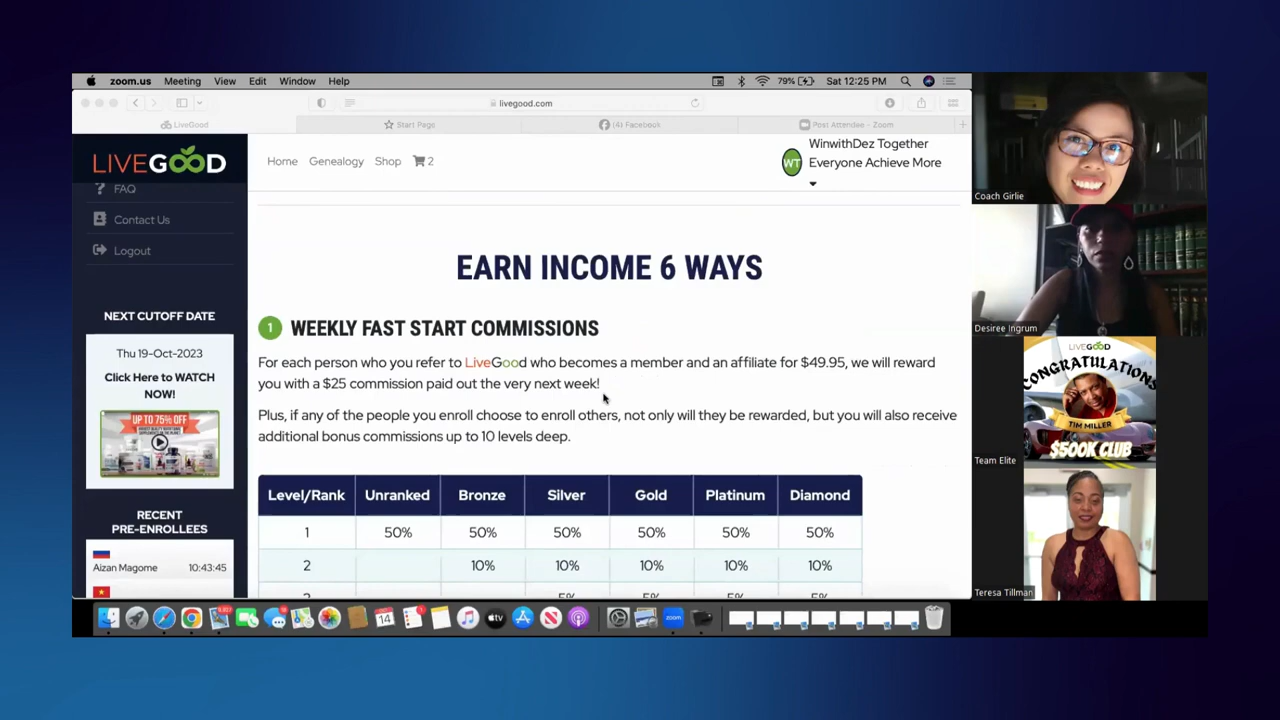 zoom.us Meeting View Edit Window Help
79% Sat 12:25 PM
livegood.com
LiveGood
Start Page
(4) Facebook
Post Attendee - Zoom
LIVEGOOD
FAQ
Contact Us
Logout
NEXT CUTOFF DATE
Thu 19-Oct-2023
Click Here to WATCH
NOW!
UP TO 75% OFF
RECENT
PRE-ENROLLEES
Aizan Magome 10:43:45
Home Genealogy Shop 2
WT
WinwithDez Together
Everyone Achieve More
EARN INCOME 6 WAYS
1 WEEKLY FAST START COMMISSIONS
For each person who you refer to LiveGood who becomes a member and an affiliate for $49.95, we will reward
you with a $25 commission paid out the very next week!
Plus, if any of the people you enroll choose to enroll others, not only will they be rewarded, but you will also receive
additional bonus commissions up to 10 levels deep.
Level/Rank Unranked Bronze Silver Gold Platinum Diamond
1 50% 50% 50% 50% 50% 50%
2 10% 10% 10% 10% 10%
Coach Girlie
Desiree Ingrum
LIVEGOOD
CONGRATULATIONS
TIM MILLER
$500K CLUB
Team Elite
Teresa Tillman
14
tv
zoom